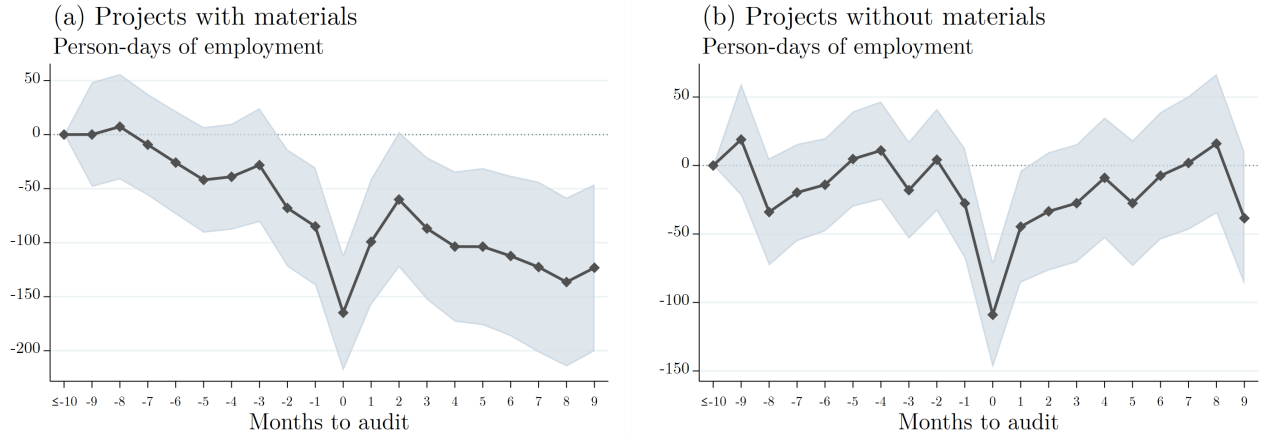 (a) Projects with materials
Person-days of employment
50
0
-50
-100
-150
-200
≤-10 -9 -8 -7 -6 -5 -4 -3 -2 -1 0 1 2 3 4 5 6 7 8 9
Months to audit
(b) Projects without materials
Person-days of employment
50
0
-50
-100
-150
≤-10 -9 -8 -7 -6 -5 -4 -3 -2 -1 0 1 2 3 4 5 6 7 8 9
Months to audit